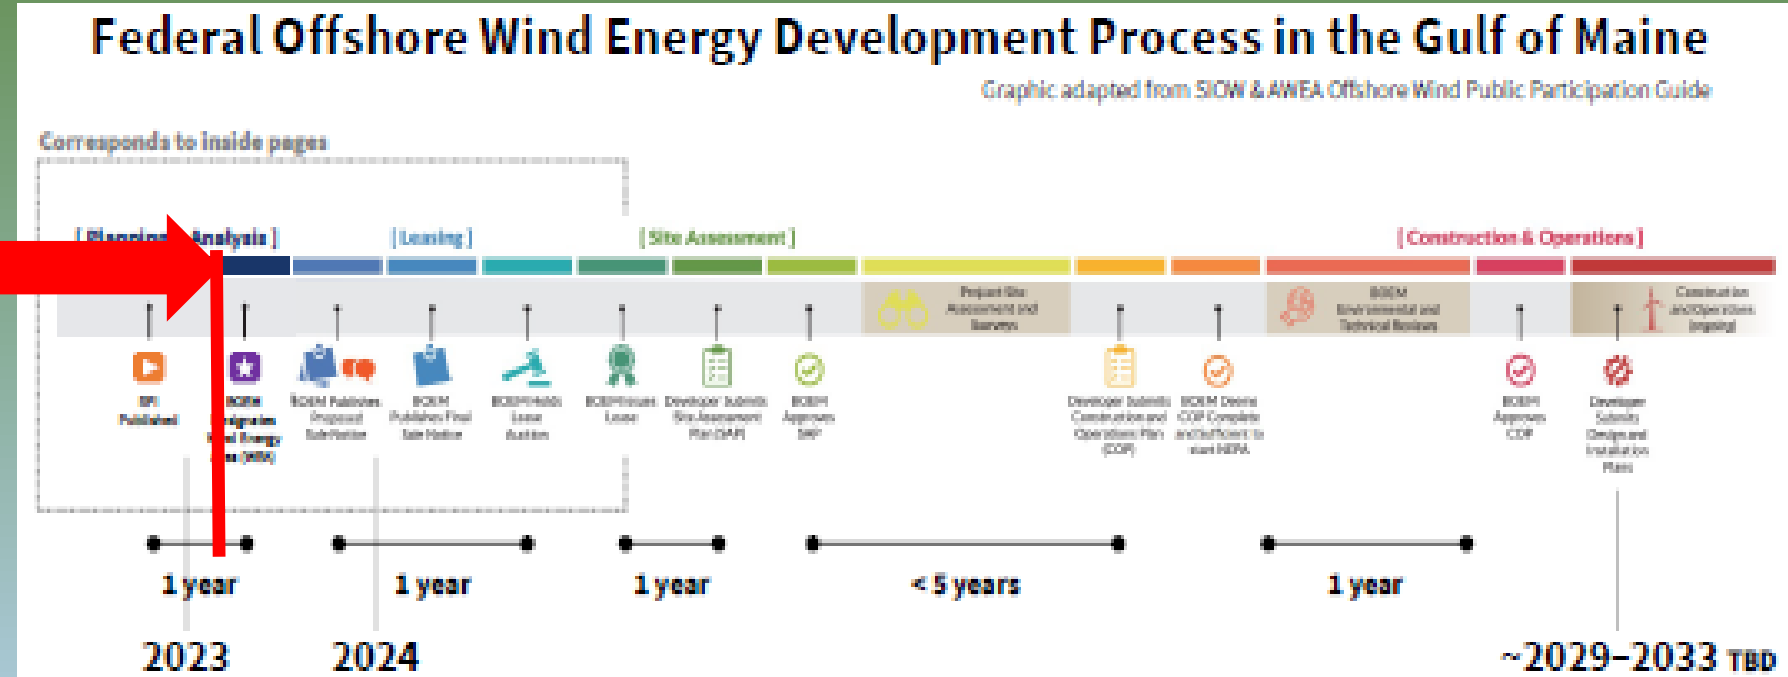 Federal Offshore Wind Energy Development Process in the Gulf of Maine
Graphic adapted from SIOW & AWEA Offshore Wind Public Participation Guide
Corresponds to inside pages
[ Planning Analysis ]
[ Leasing ]
[ Site Assessment ]
[ Construction & Operations ]
Project Site
Assessment and
Surveys
BOEM
Environmental and
Technical Reviews
Construction
and Operations
(ongoing)
RFI
Published
BOEM
Designates
Wind Energy
Area (WEA)
BOEM Publishes
Proposed
Sale Notice
BOEM
Publishes Final
Sale Notice
BOEM Holds
Lease
Auction
BOEM Issues
Lease
Developer Submits
Site Assessment
Plan (SAP)
BOEM
Approves
SAP
Developer Submits
Construction and
Operations Plan
(COP)
BOEM Deems
COP Complete
and Sufficient to
start NEPA
BOEM
Approves
COP
Developer
Submits
Design and
Installation
Plans
1 year
1 year
1 year
< 5 years
1 year
2023
2024
~2029–2033 TBD